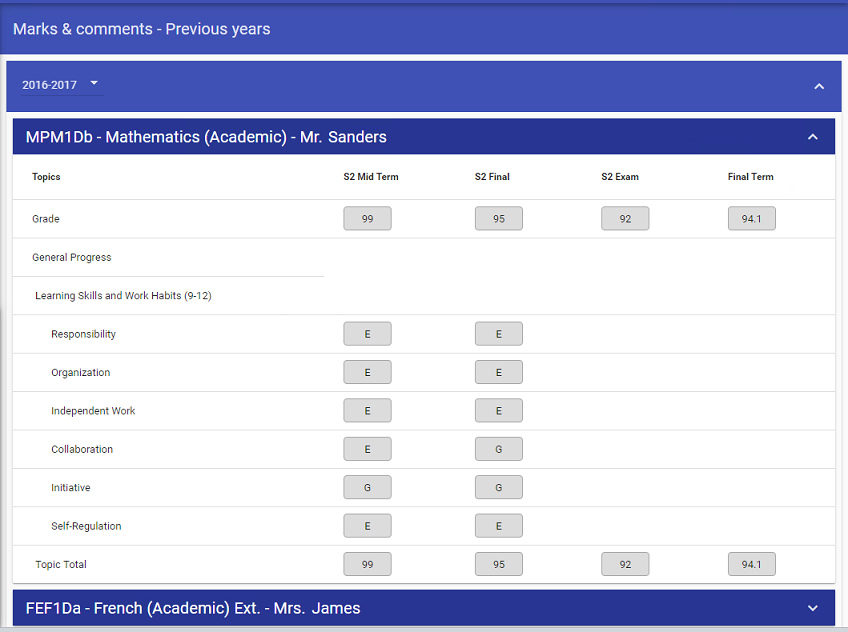 Marks & comments - Previous years
2016-2017
MPM1Db - Mathematics (Academic) - Mr. Sanders
Topics S2 Mid Term S2 Final S2 Exam Final Term
Grade 99 95 92 94.1
General Progress
Learning Skills and Work Habits (9-12)
Responsibility E E
Organization E E
Independent Work E E
Collaboration E G
Initiative G G
Self-Regulation E E
Topic Total 99 95 92 94.1
FEF1Da - French (Academic) Ext. - Mrs. James